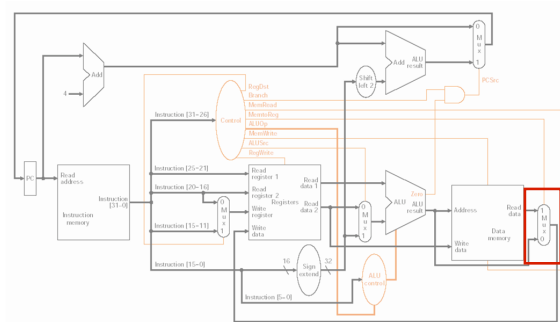 0
M
u
x
1
Add
4
Add
ALU
result
Shift
left 2
RegDst
Branch
MemRead
MemtoReg
ALUOp
MemWrite
ALUSrc
RegWrite
PCSrc
Control
Instruction [31–26]
PC
Read
address
Instruction
[31–0]
Instruction
memory
Instruction [25–21]
Instruction [20–16]
Instruction [15–11]
0
M
u
x
1
Read
register 1
Read
register 2
Registers
Write
register
Write
data
Read
data 1
Read
data 2
0
M
u
x
1
Zero
ALU
ALU
result
Address
Read
data
Data
memory
Write
data
1
M
u
x
0
Instruction [15–0]
16
Sign
extend
32
ALU
control
Instruction [5–0]